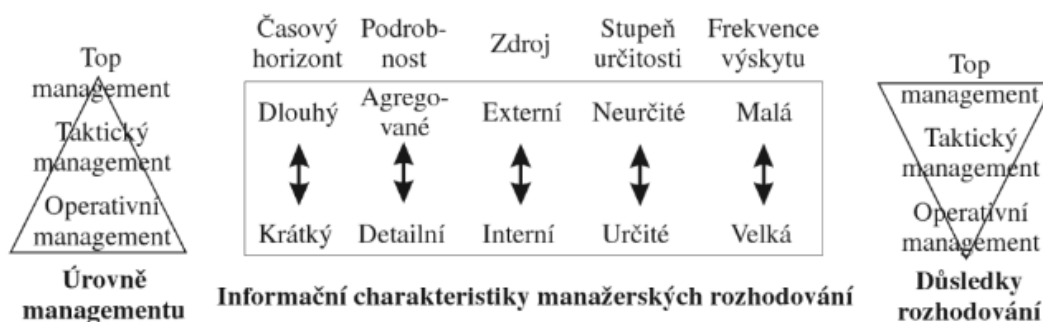 Top
management
Taktický
management
Operativní
management
Úrovně
managementu
Časový
horizont
Podrob-
nost
Zdroj
Stupeň
určitosti
Frekvence
výskytu
Dlouhý
Agrego-
vané
Externí
Neurčité
Malá
Krátký
Detailní
Interní
Určité
Velká
Informační charakteristiky manažerských rozhodování
Top
management
Taktický
management
Operativní
management
Důsledky
rozhodování